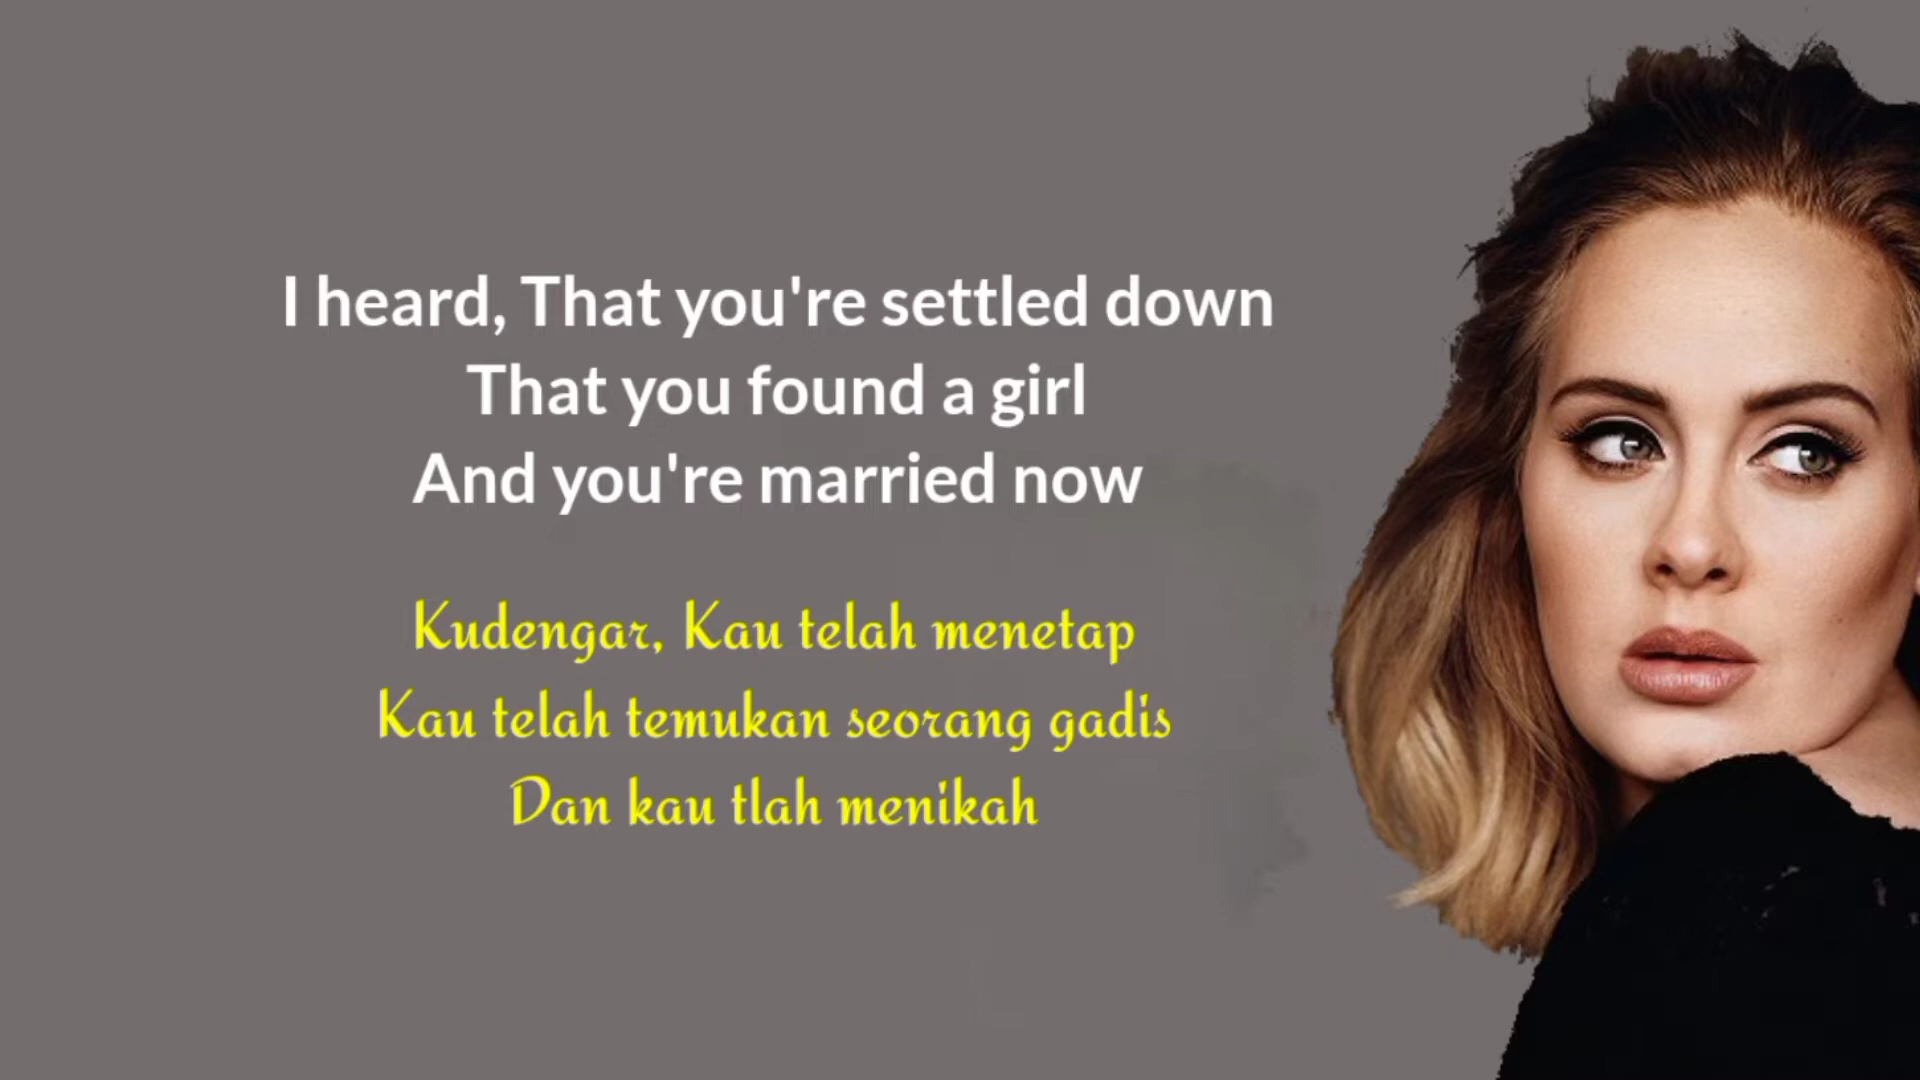 I heard, That you're settled down
That you found a girl
And you're married now
Kudengar, Kau telah menetap
Kau telah temukan seorang gadis
Dan kau tlah menikah